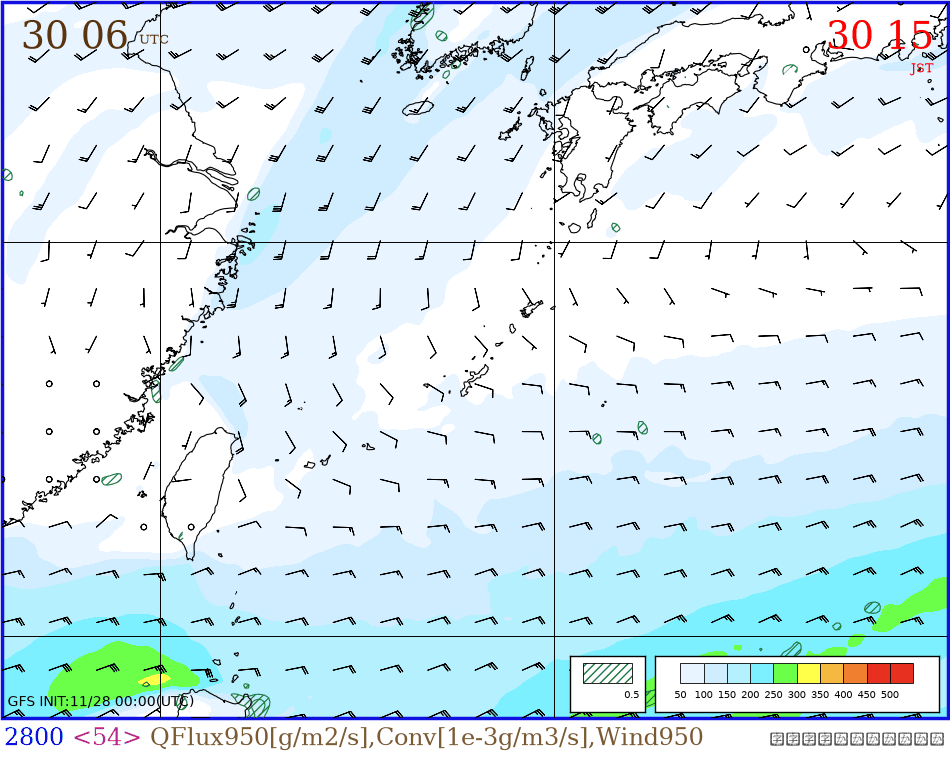 30 06 UTC
30 15
JST
0.5
50 100 150 200 250 300 350 400 450 500
GFS INIT:11/28 00:00(UTC)
2800 <54> QFlux950[g/m2/s],Conv[1e-3g/m3/s],Wind950